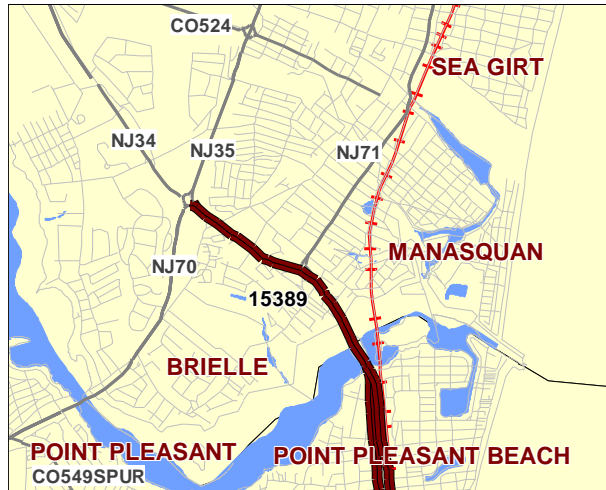 CO524
SEA GIRT
NJ34
NJ35
NJ71
MANASQUAN
NJ70
15389
BRIELLE
POINT PLEASANT
POINT PLEASANT BEACH
CO549SPUR